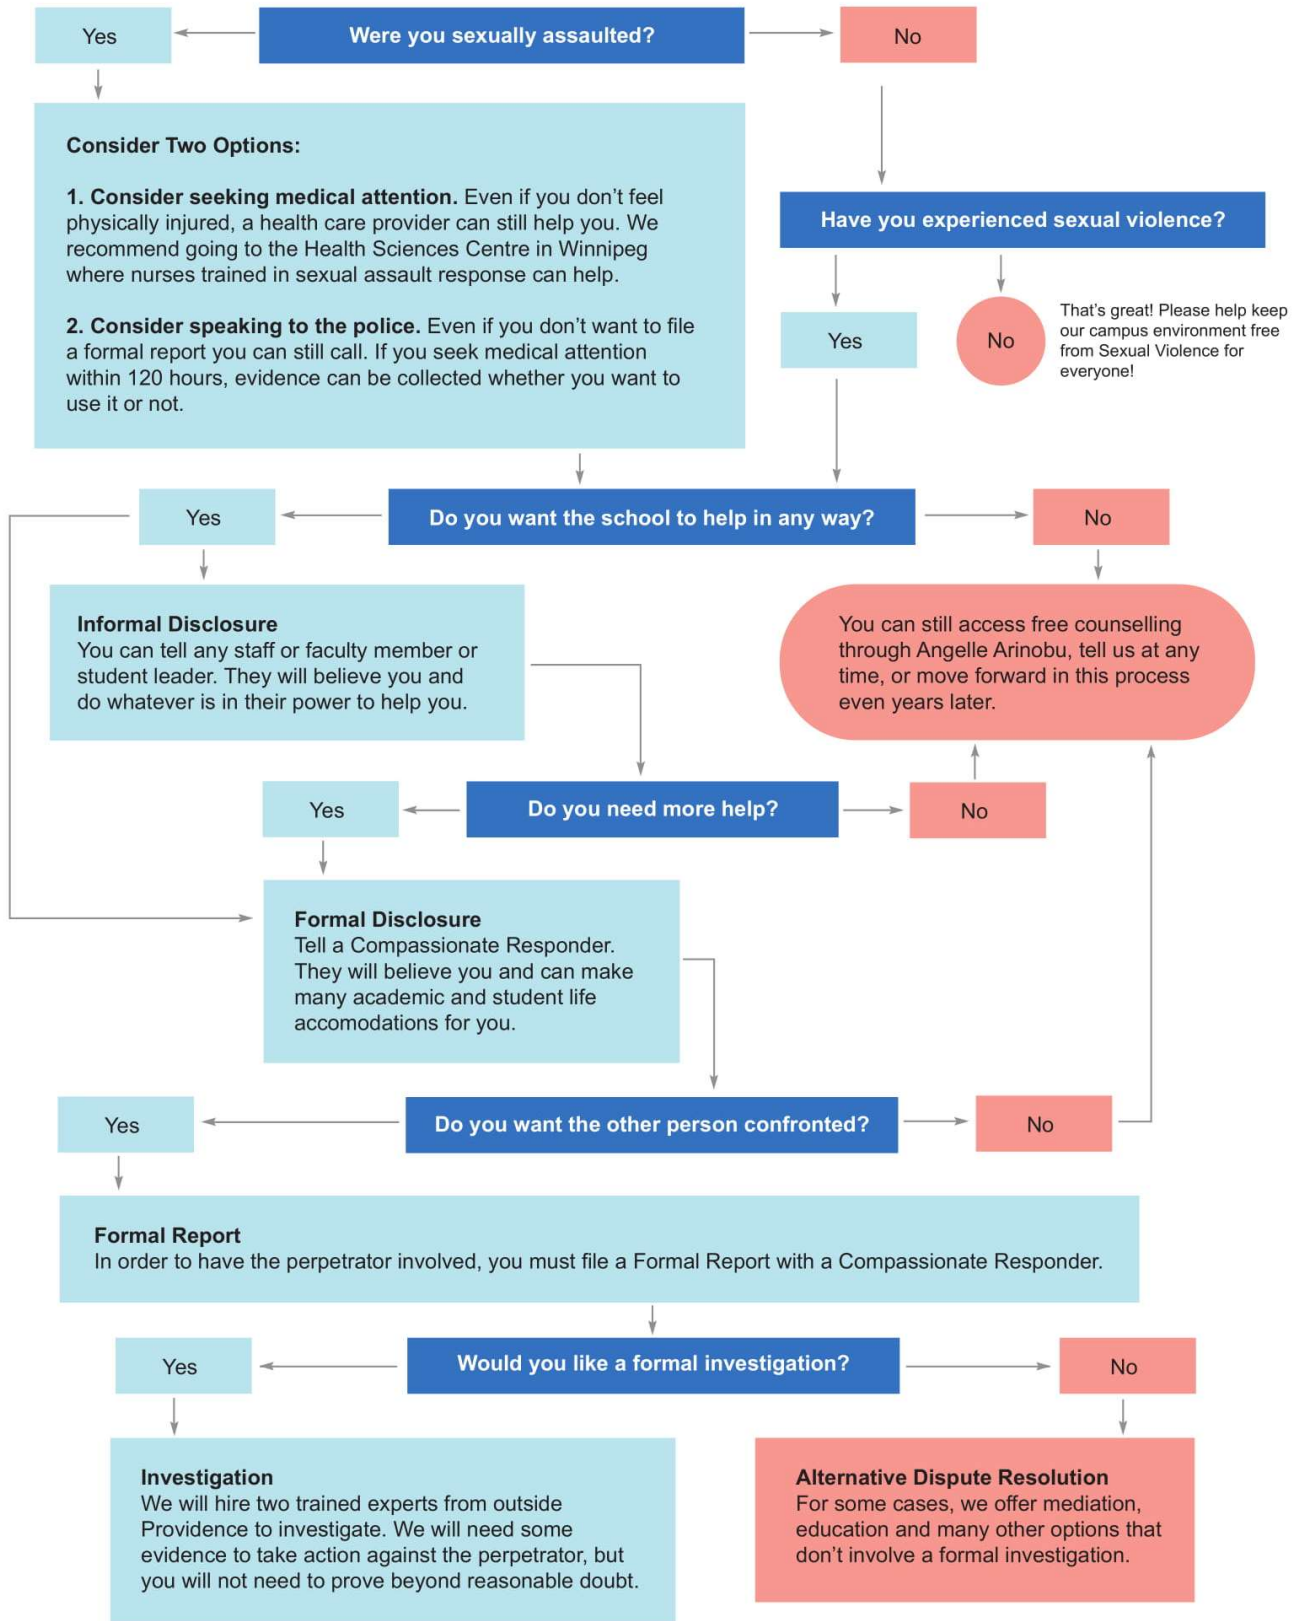 Yes
Were you sexually assaulted?
No
Consider Two Options:
1. Consider seeking medical attention. Even if you don’t feel
physically injured, a health care provider can still help you. We
recommend going to the Health Sciences Centre in Winnipeg
where nurses trained in sexual assault response can help.
2. Consider speaking to the police. Even if you don’t want to file
a formal report you can still call. If you seek medical attention
within 120 hours, evidence can be collected whether you want to
use it or not.
Have you experienced sexual violence?
Yes
No
That’s great! Please help keep
our campus environment free
from Sexual Violence for
everyone!
Yes
Do you want the school to help in any way?
No
Informal Disclosure
You can tell any staff or faculty member or
student leader. They will believe you and
do whatever is in their power to help you.
You can still access free counselling
through Angelle Arinobu, tell us at any
time, or move forward in this process
even years later.
Yes
Do you need more help?
No
Formal Disclosure
Tell a Compassionate Responder.
They will believe you and can make
many academic and student life
accomodations for you.
Yes
Do you want the other person confronted?
No
Formal Report
In order to have the perpetrator involved, you must file a Formal Report with a Compassionate Responder.
Yes
Would you like a formal investigation?
No
Investigation
We will hire two trained experts from outside
Providence to investigate. We will need some
evidence to take action against the perpetrator, but
you will not need to prove beyond reasonable doubt.
Alternative Dispute Resolution
For some cases, we offer mediation,
education and many other options that
don’t involve a formal investigation.